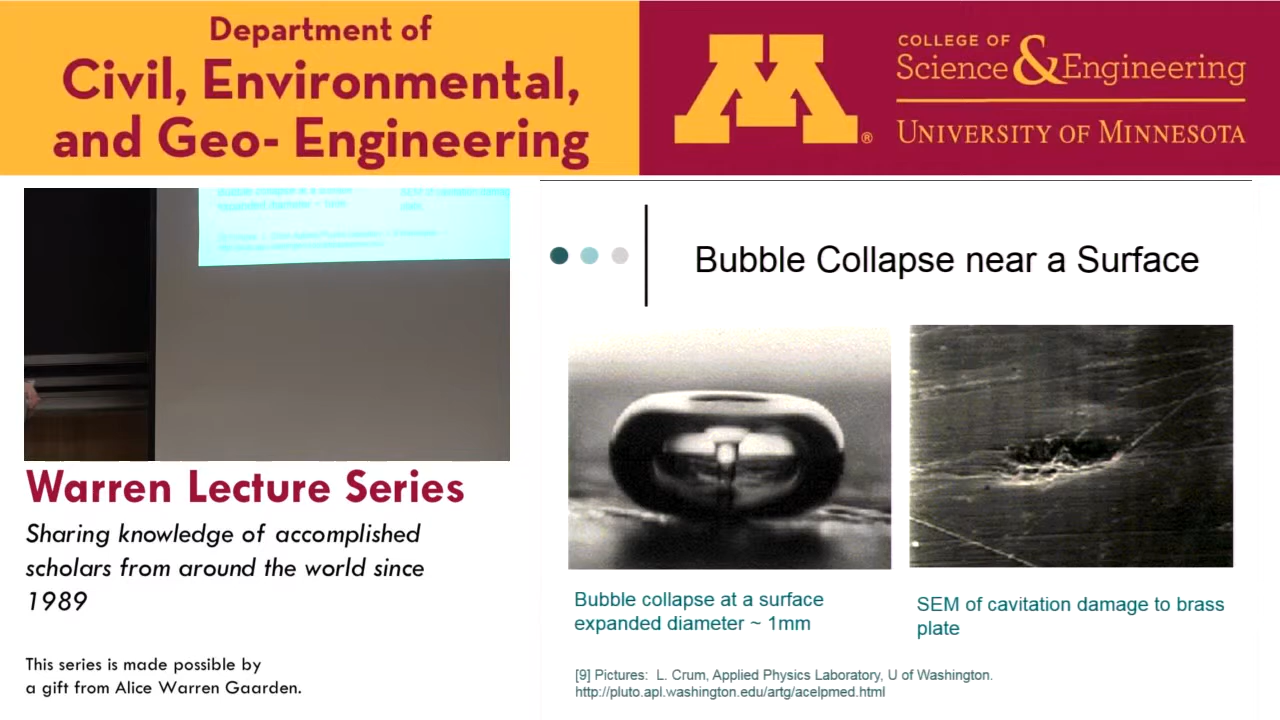 Department of
Civil, Environmental,
and Geo- Engineering
M
®
COLLEGE OF
Science & Engineering
UNIVERSITY OF MINNESOTA
Bubble Collapse near a Surface
Warren Lecture Series
Sharing knowledge of accomplished
scholars from around the world since
1989
This series is made possible by
a gift from Alice Warren Gaarden.
Bubble collapse at a surface
expanded diameter ~ 1mm
SEM of cavitation damage to brass
plate
[9] Pictures: L. Crum, Applied Physics Laboratory, U of Washington.
http://pluto.apl.washington.edu/artg/acelpmed.html